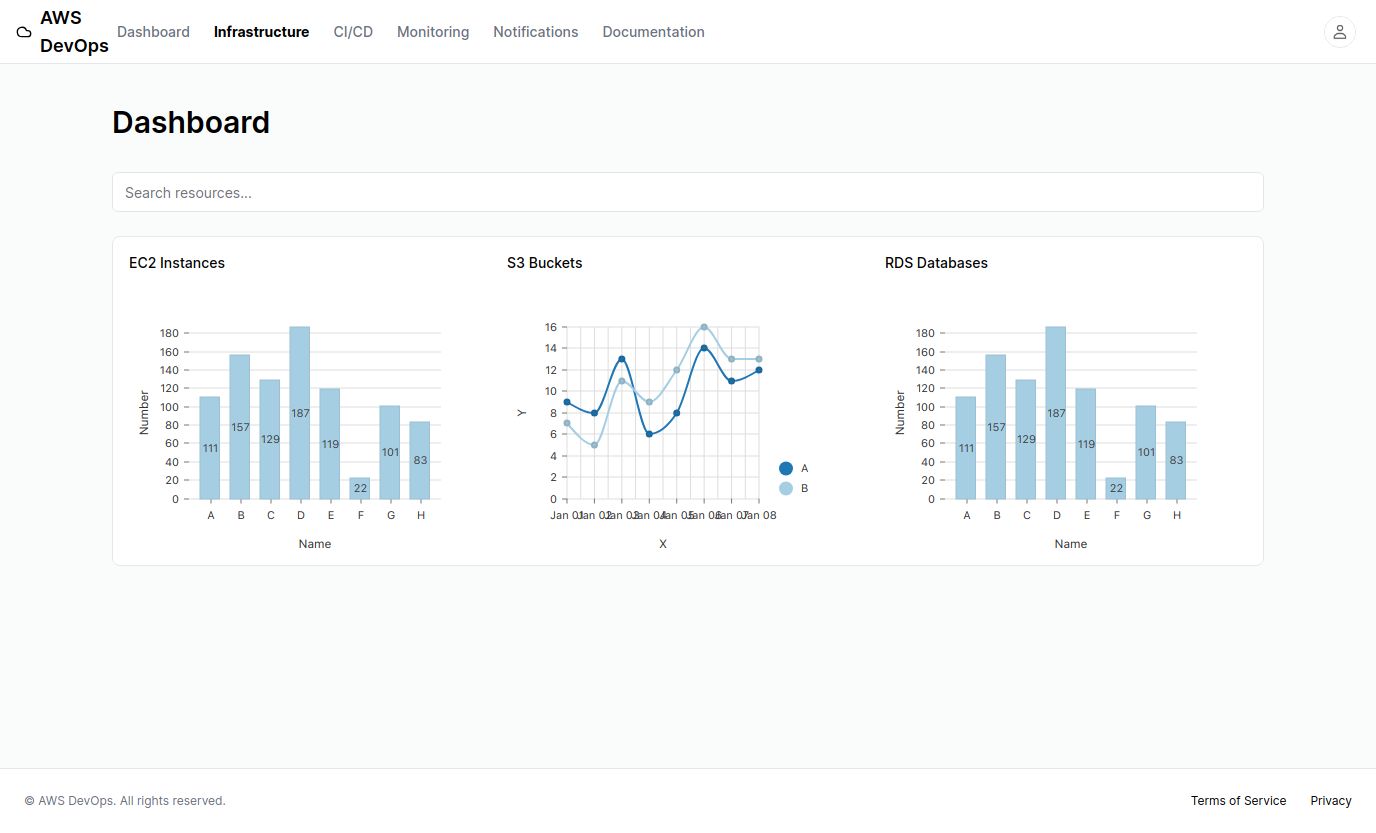 AWS DevOps
Dashboard Infrastructure CI/CD Monitoring Notifications Documentation
Dashboard
Search resources...
EC2 Instances
180
160
140
120
100
80
60
40
20
0
Number
111 157 129 187 119 22 101 83
A B C D E F G H
Name
S3 Buckets
16
14
12
10
8
6
4
2
0
Y
Jan 01 Jan 02 Jan 03 Jan 04 Jan 05 Jan 06 Jan 07 Jan 08
X
A
B
RDS Databases
180
160
140
120
100
80
60
40
20
0
Number
111 157 129 187 119 22 101 83
A B C D E F G H
Name
© AWS DevOps. All rights reserved.
Terms of Service Privacy